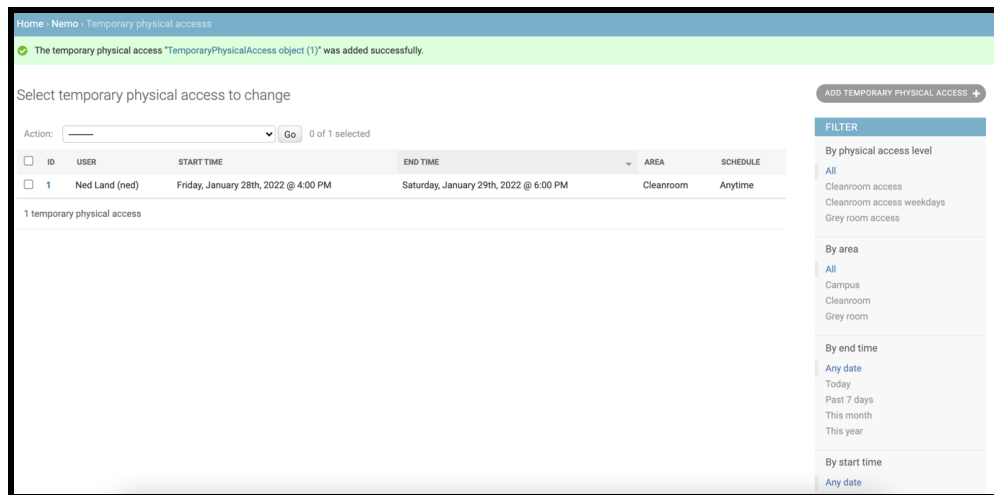 Home › Nemo › Temporary physical accesss
The temporary physical access "TemporaryPhysicalAccess object (1)" was added successfully.
Select temporary physical access to change
ADD TEMPORARY PHYSICAL ACCESS +
Action: --------- Go 0 of 1 selected
ID USER START TIME END TIME AREA SCHEDULE
1 Ned Land (ned) Friday, January 28th, 2022 @ 4:00 PM Saturday, January 29th, 2022 @ 6:00 PM Cleanroom Anytime
1 temporary physical access
FILTER
By physical access level
All
Cleanroom access
Cleanroom access weekdays
Grey room access
By area
All
Campus
Cleanroom
Grey room
By end time
Any date
Today
Past 7 days
This month
This year
By start time
Any date